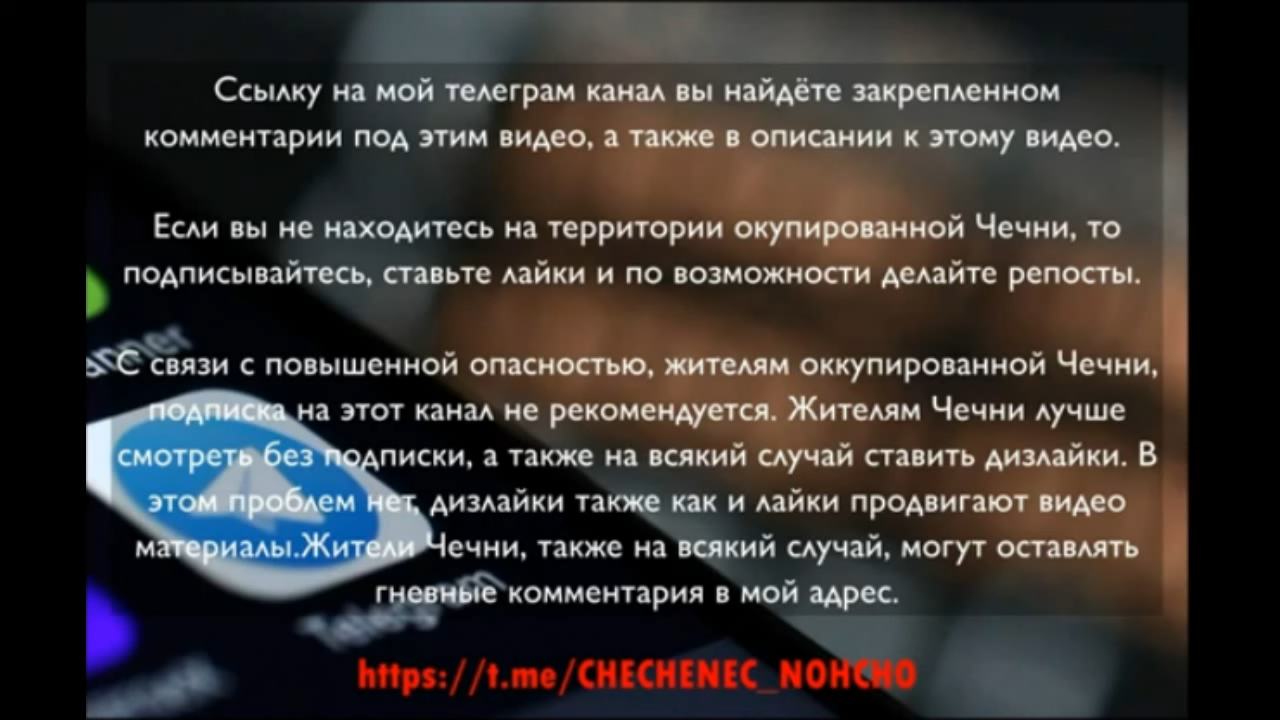 Ссылку на мой телеграм канал вы найдёте закрепленном
комментарии под этим видео, а также в описании к этому видео.
Если вы не находитесь на территории окупированной Чечни, то
подписывайтесь, ставьте лайки и по возможности делайте репосты.
С связи с повышенной опасностью, жителям оккупированной Чечни,
подписка на этот канал не рекомендуется. Жителям Чечни лучше
смотреть без подписки, а также на всякий случай ставить дизлайки. В
этом проблем нет, дизлайки также как и лайки продвигают видео
материалы.Жители Чечни, также на всякий случай, могут оставлять
гневные комментария в мой адрес.
Telegram
https://t.me/CHECHENEC_NOHCHO